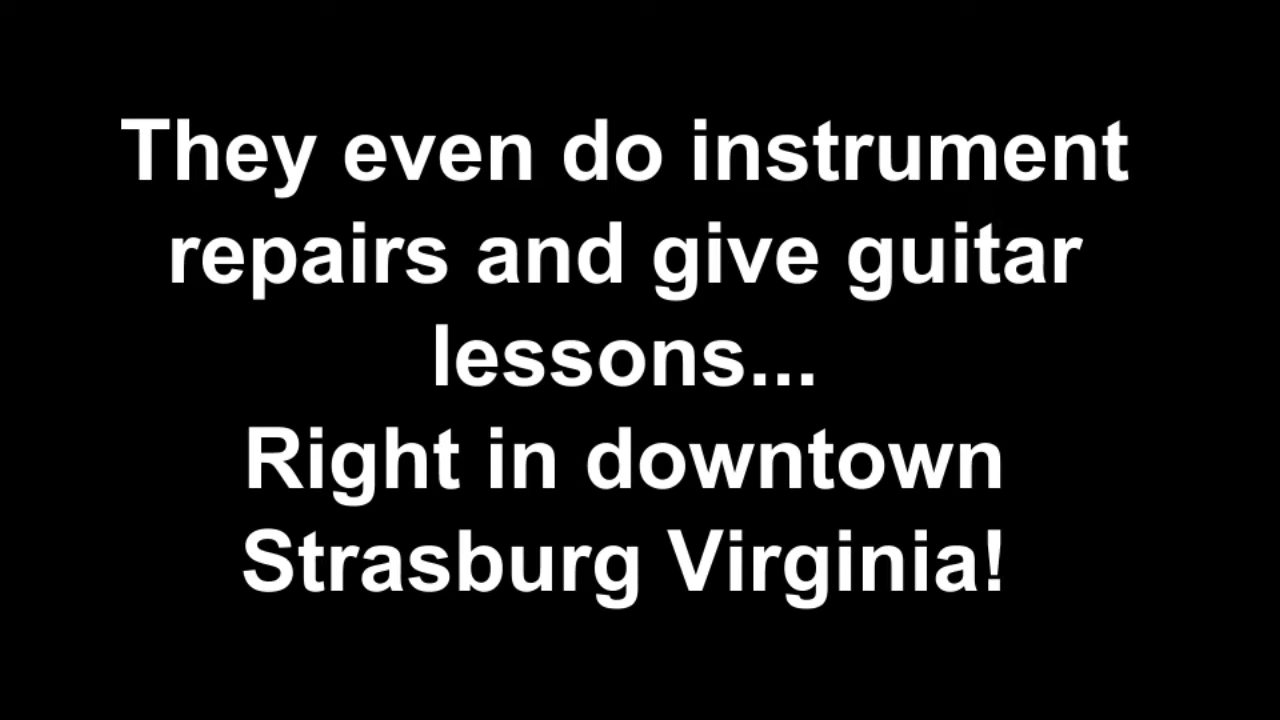 They even do instrument
repairs and give guitar
lessons...
Right in downtown
Strasburg Virginia!